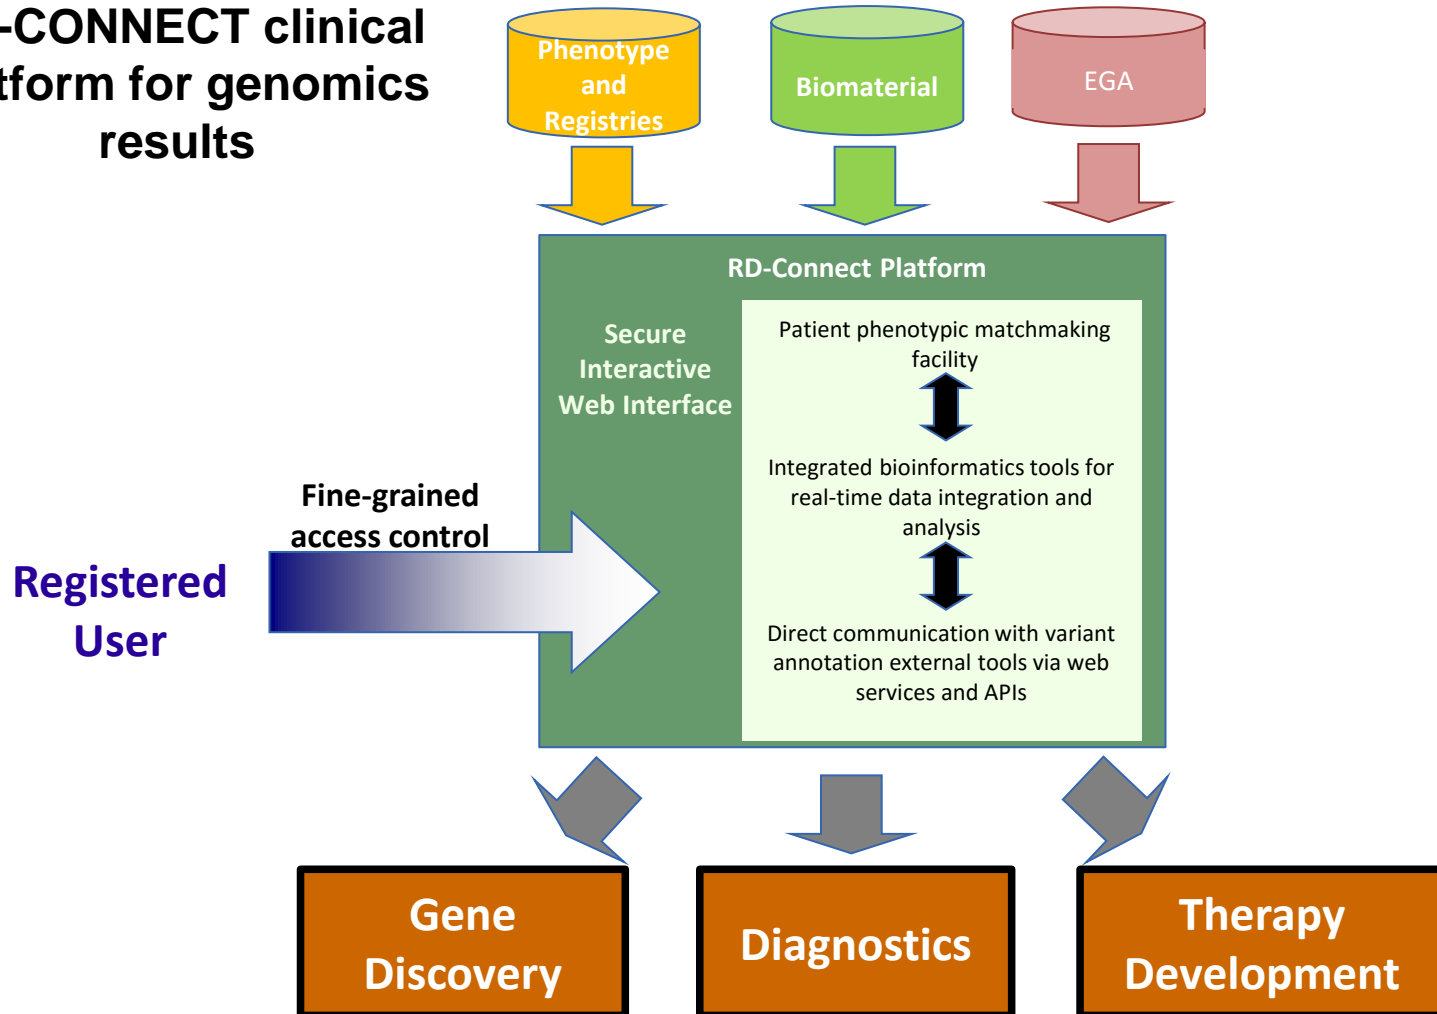 -CONNECT clinical
tform for genomics
results
Phenotype
and
Registries
Biomaterial
EGA
RD-Connect Platform
Secure
Interactive
Web Interface
Patient phenotypic matchmaking
facility
Integrated bioinformatics tools for
real-time data integration and
analysis
Direct communication with variant
annotation external tools via web
services and APIs
Fine-grained
access control
Registered
User
Gene
Discovery
Diagnostics
Therapy
Development